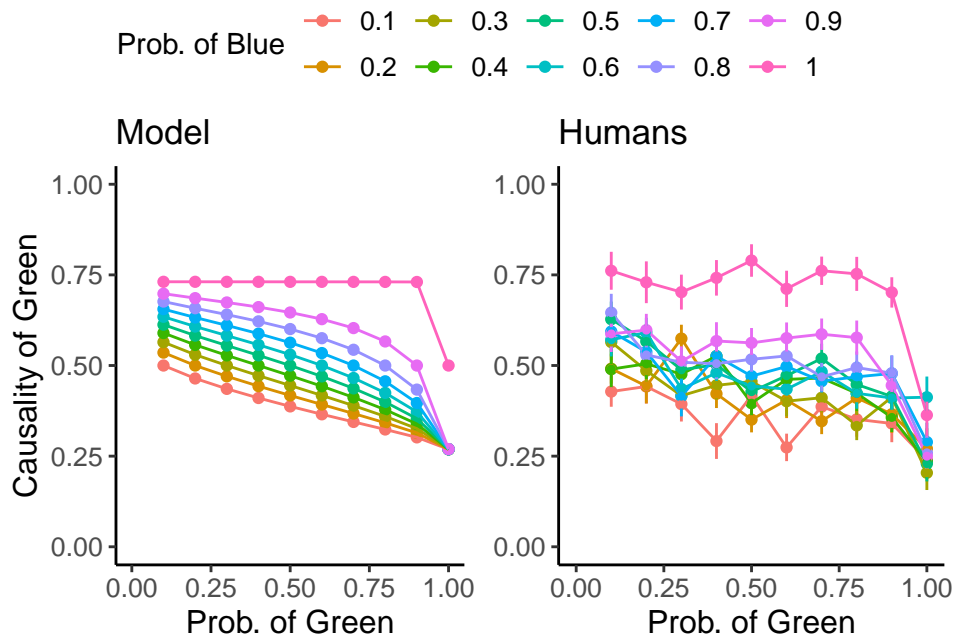 Prob. of Blue
0.1 0.3 0.5 0.7 0.9
0.2 0.4 0.6 0.8 1
Model
Humans
Causality of Green
1.00
0.75
0.50
0.25
0.00
0.00 0.25 0.50 0.75 1.00
Prob. of Green
1.00
0.75
0.50
0.25
0.00
0.00 0.25 0.50 0.75 1.00
Prob. of Green